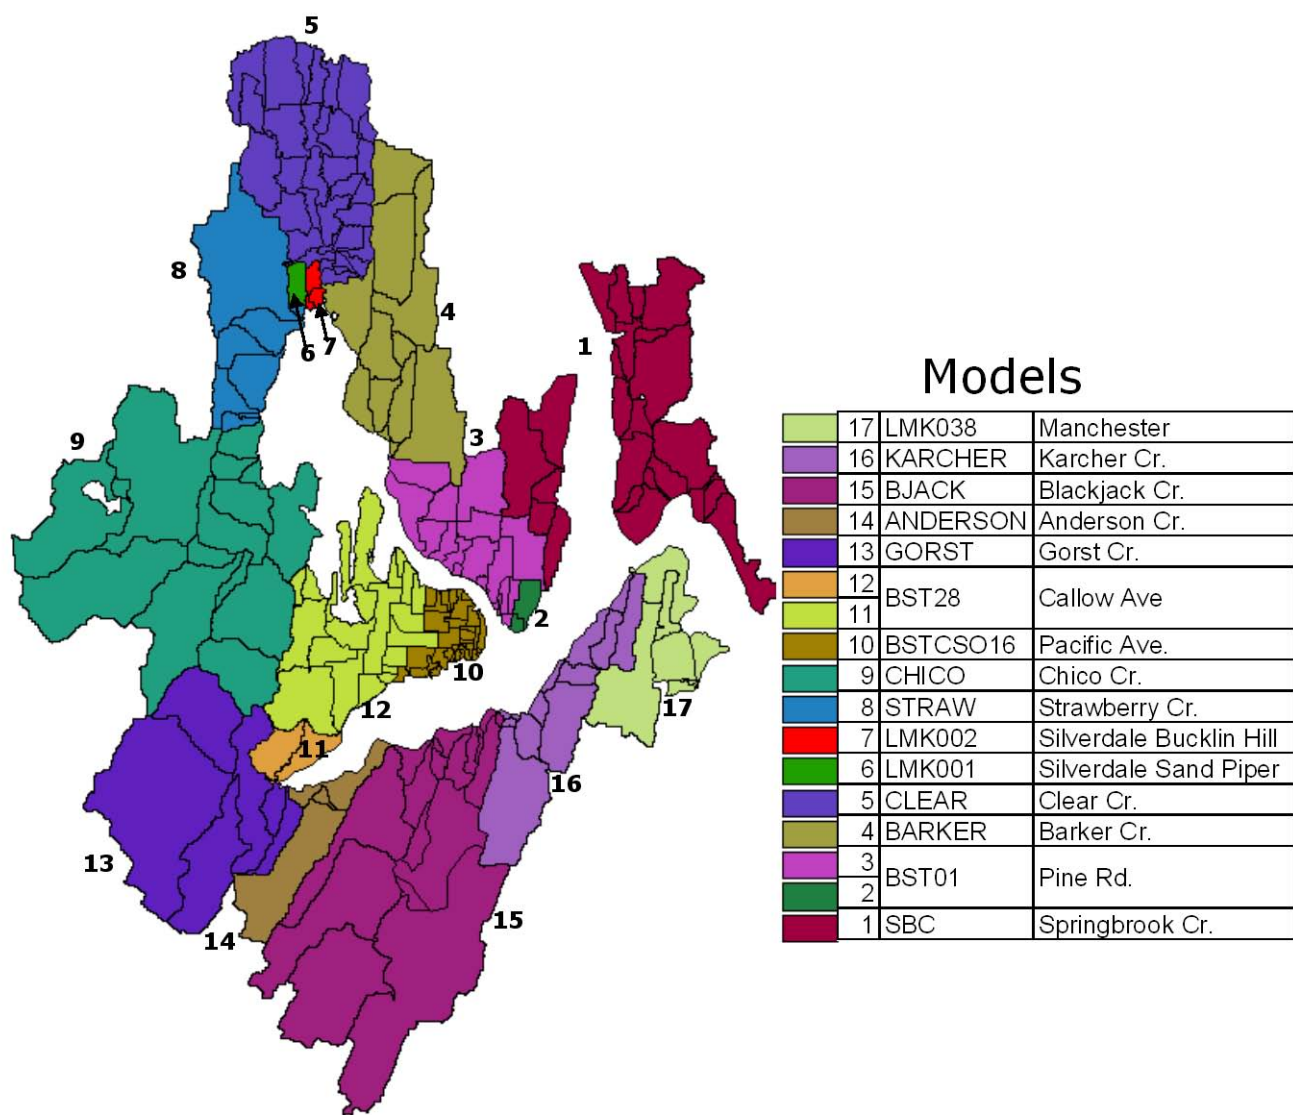 5
8
4
6
7
1
9
3
2
10
12
11
17
16
13
14
15
Models
17 LMK038 Manchester
16 KARCHER Karcher Cr.
15 BJACK Blackjack Cr.
14 ANDERSON Anderson Cr.
13 GORST Gorst Cr.
12
BST28 Callow Ave
11
10 BSTCSO16 Pacific Ave.
9 CHICO Chico Cr.
8 STRAW Strawberry Cr.
7 LMK002 Silverdale Bucklin Hill
6 LMK001 Silverdale Sand Piper
5 CLEAR Clear Cr.
4 BARKER Barker Cr.
3
BST01 Pine Rd.
2
1 SBC Springbrook Cr.